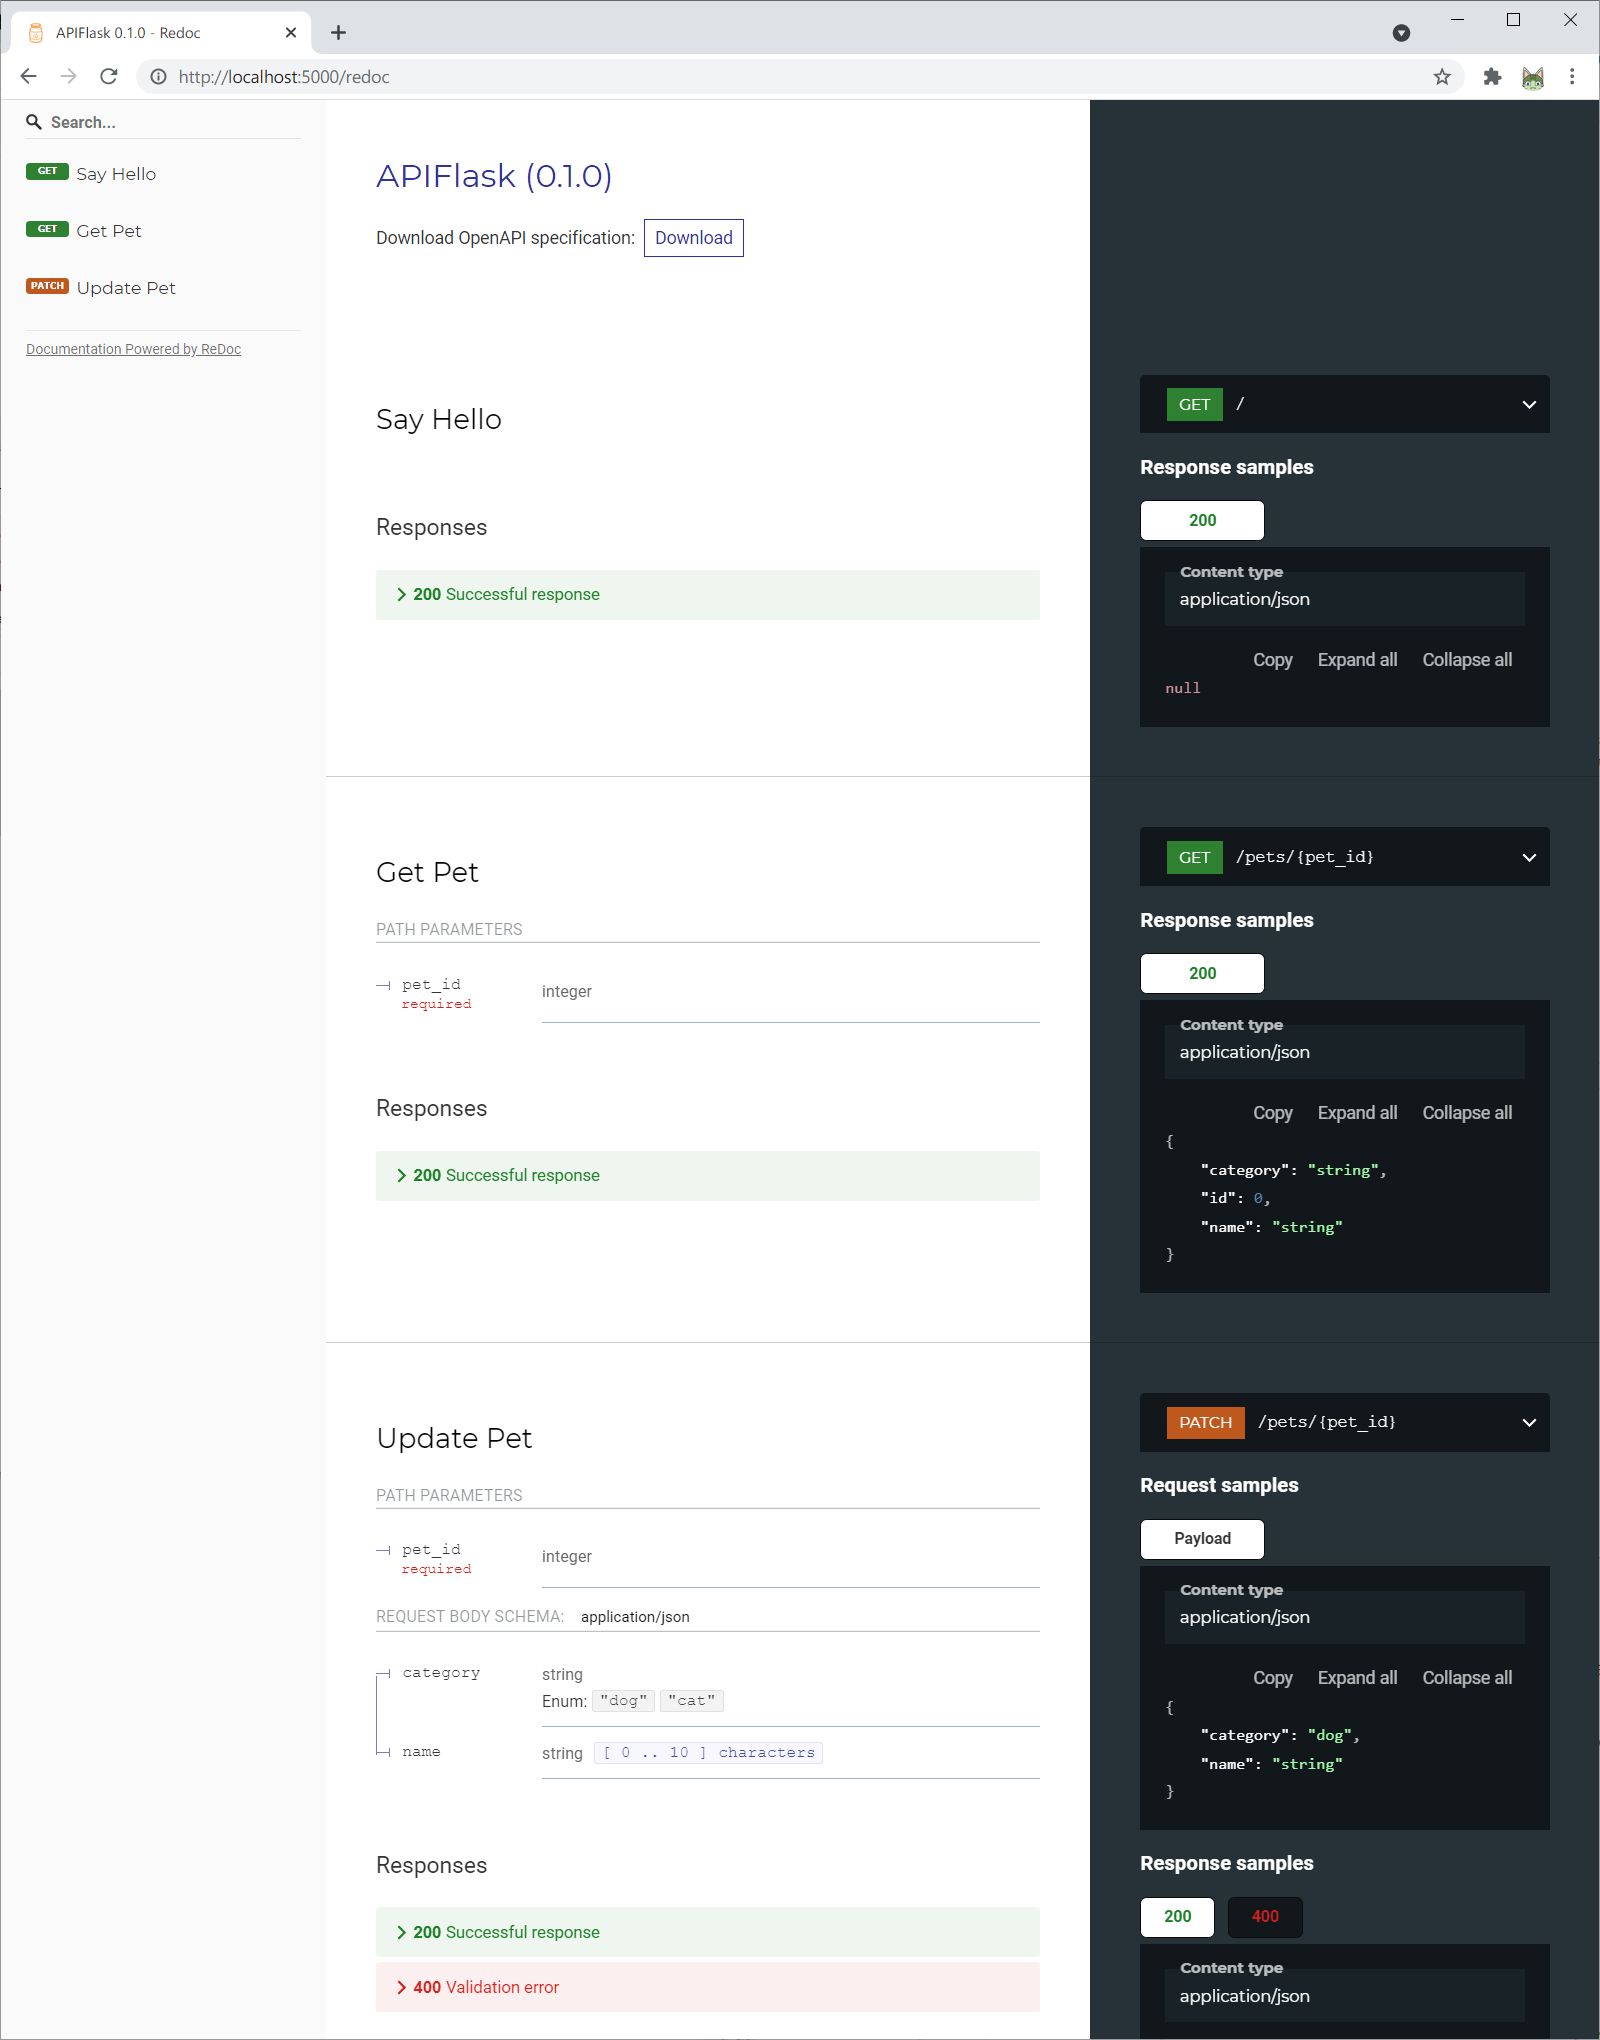 APIFlask 0.1.0 - Redoc
http://localhost:5000/redoc
Search...
GET Say Hello
GET Get Pet
PATCH Update Pet
Documentation Powered by ReDoc
APIFlask (0.1.0)
Download OpenAPI specification: Download
Say Hello
Responses
200 Successful response
GET /
Response samples
200
Content type
application/json
Copy Expand all Collapse all
null
Get Pet
PATH PARAMETERS
pet_id
required
integer
Responses
200 Successful response
GET /pets/{pet_id}
Response samples
200
Content type
application/json
Copy Expand all Collapse all
{
"category": "string",
"id": 0,
"name": "string"
}
Update Pet
PATH PARAMETERS
pet_id
required
integer
REQUEST BODY SCHEMA: application/json
category
string
Enum: "dog" "cat"
name
string [ 0 .. 10 ] characters
Responses
200 Successful response
400 Validation error
PATCH /pets/{pet_id}
Request samples
Payload
Content type
application/json
Copy Expand all Collapse all
{
"category": "dog",
"name": "string"
}
Response samples
200 400
Content type
application/json